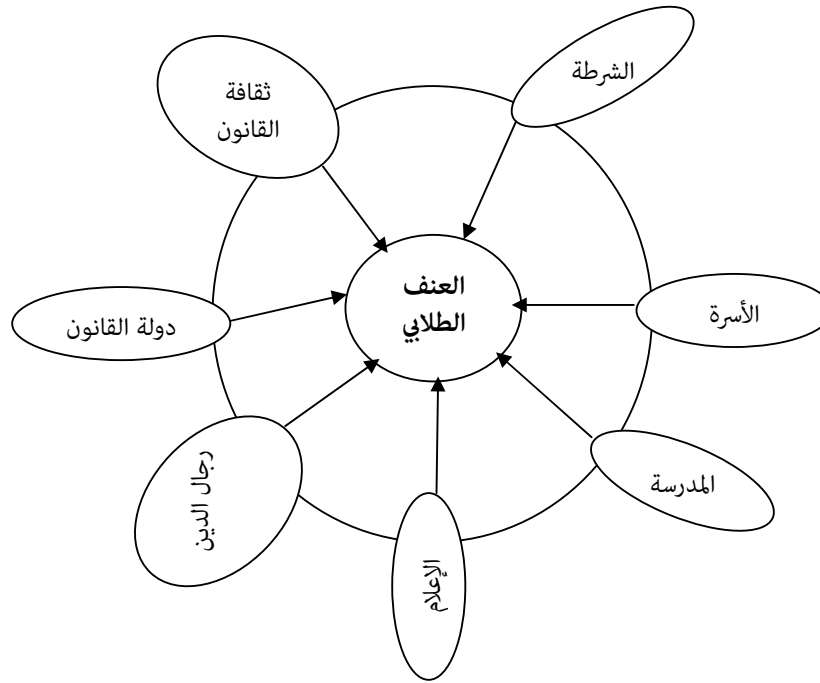 الشرطة
ثقافة
القانون
العنف
الطلابي
الأسرة
دولة القانون
المدرسة
رجال الدين
الإعلام